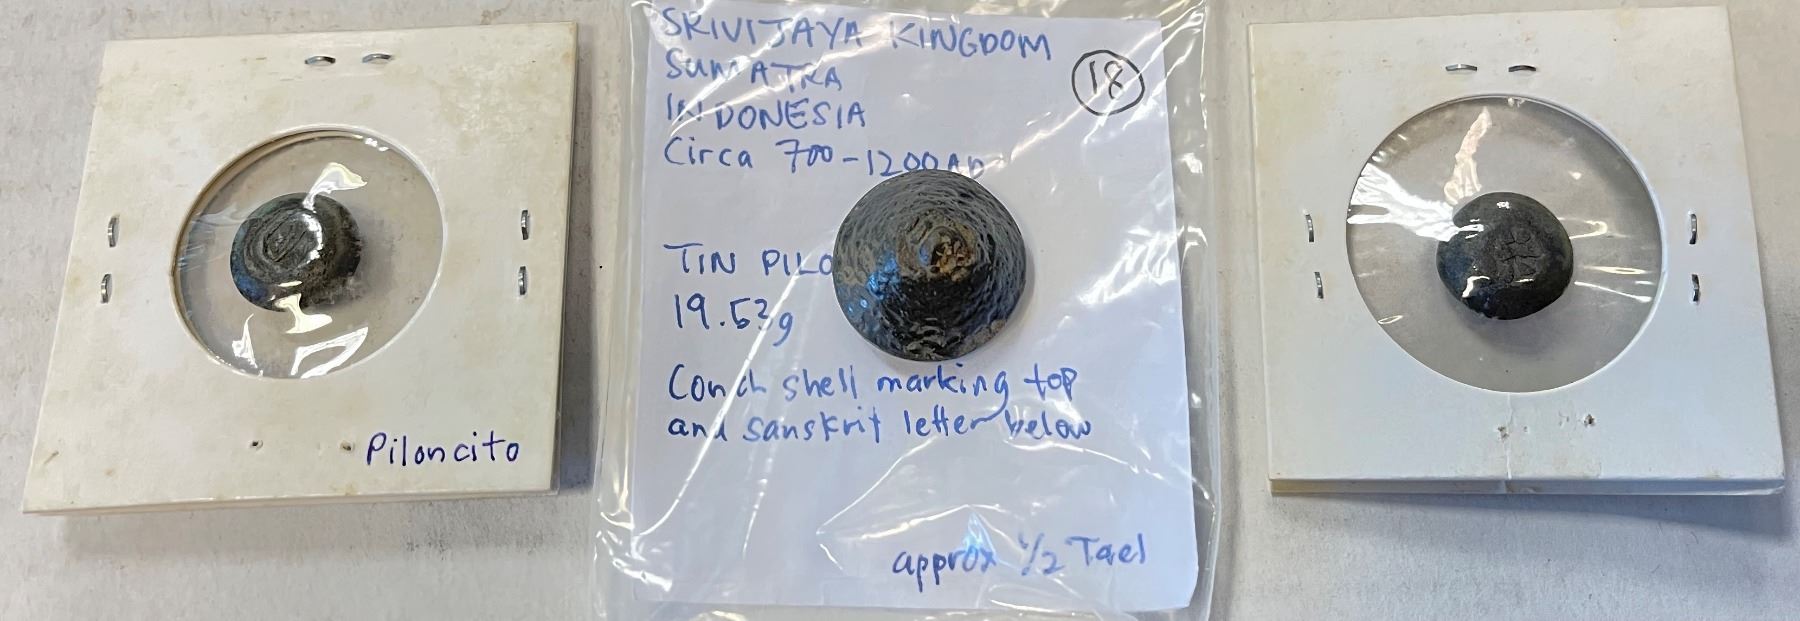 Piloncito
SRIVIJAYA KINGDOM
SUMATRA
INDONESIA
Circa 700-1200AD
18
TIN PILO
19.53g
Conch shell marking top
and sanskrit letter below
approx 1/2 Tael